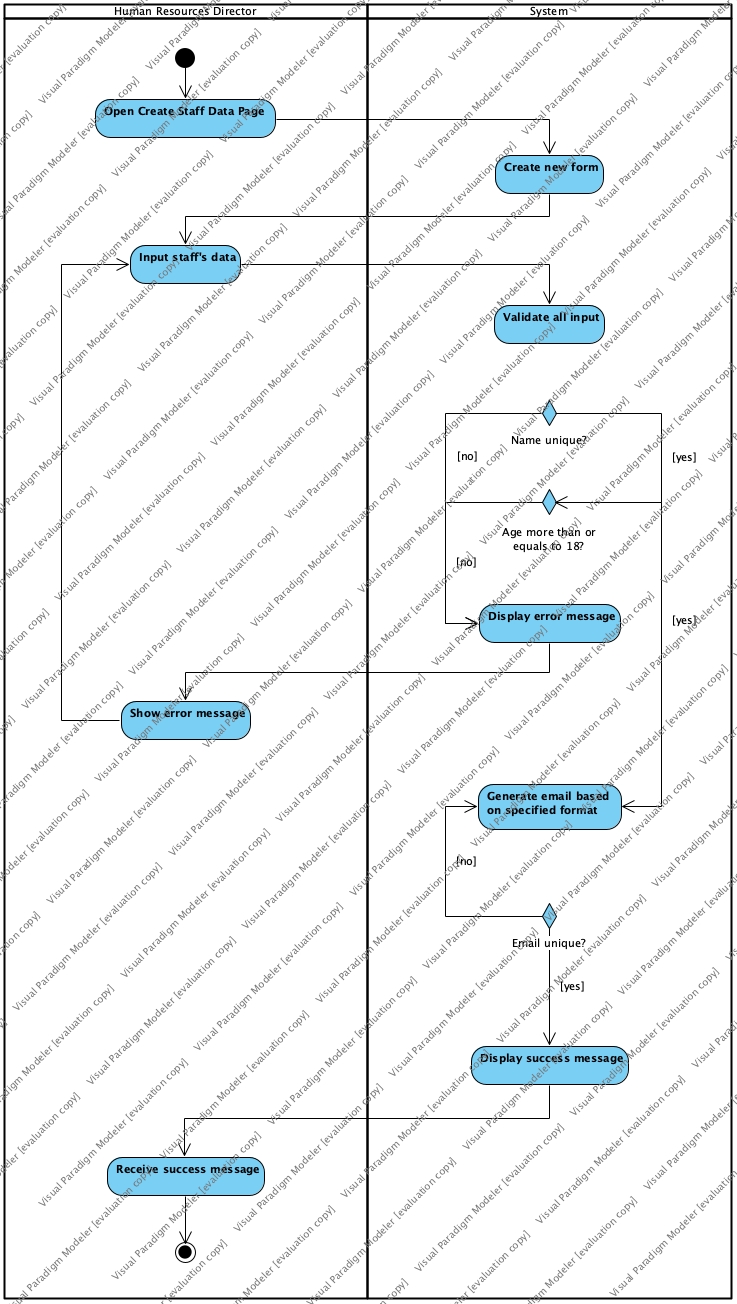 Human Resources Director
System
Open Create Staff Data Page
Create new form
Input staff's data
Validate all input
Name unique?
[no]
[yes]
Age more than or
equals to 18?
[no]
Display error message
[yes]
Show error message
Generate email based
on specified format
[no]
Email unique?
[yes]
Display success message
Receive success message
Visual Paradigm Modeler [evaluation copy]